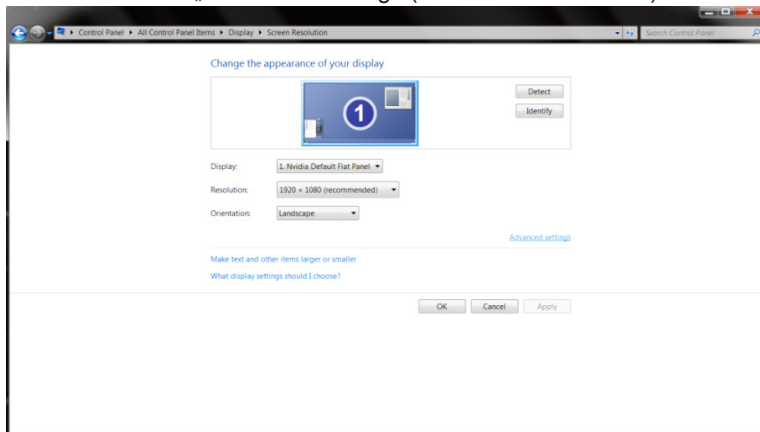 Control Panel ▸ All Control Panel Items ▸ Display ▸ Screen Resolution
Search Control Panel
Change the appearance of your display
1
Detect
Identify
Display: 1. Nvidia Default Flat Panel
Resolution: 1920 × 1080 (recommended)
Orientation: Landscape
Advanced settings
Make text and other items larger or smaller
What display settings should I choose?
OK Cancel Apply